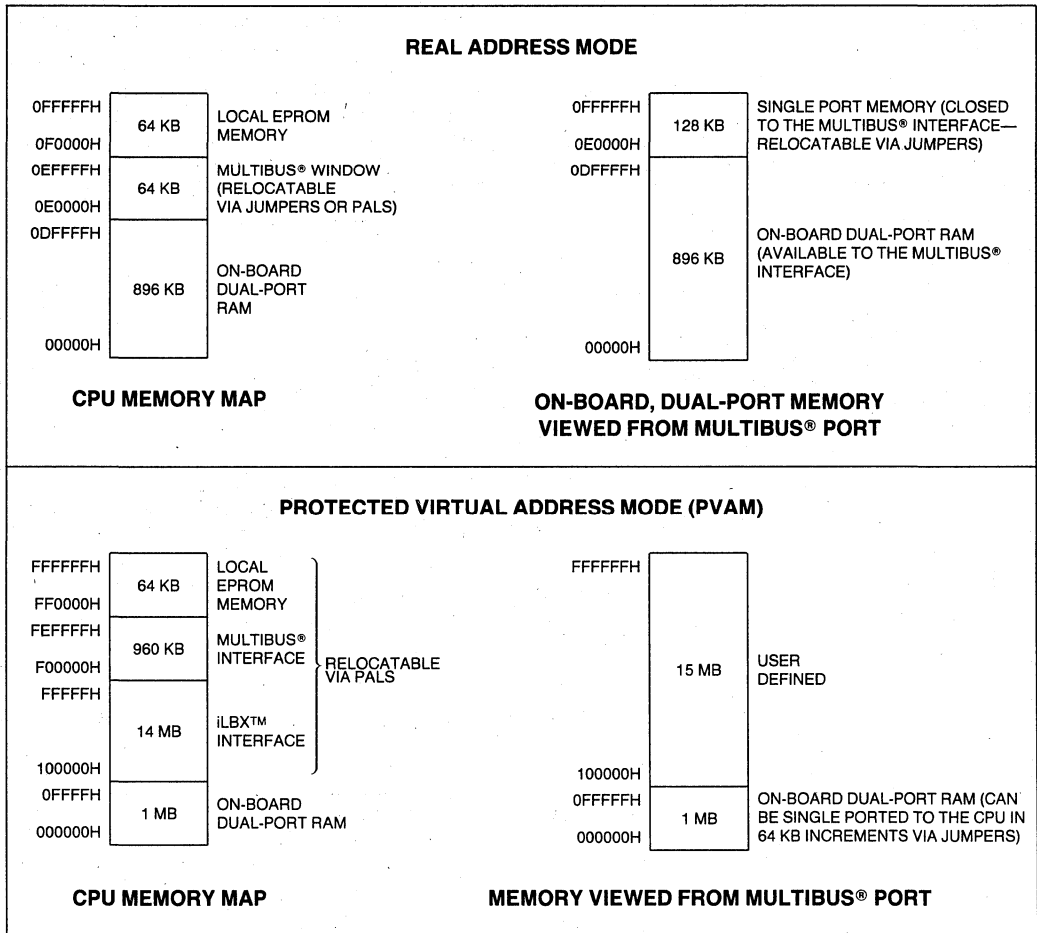 REAL ADDRESS MODE
0FFFFFH
64 KB
LOCAL EPROM
MEMORY
0F0000H
0EFFFFH
64 KB
MULTIBUS® WINDOW
(RELOCATABLE
VIA JUMPERS OR PALS)
0E0000H
0DFFFFH
896 KB
ON-BOARD
DUAL-PORT
RAM
00000H
CPU MEMORY MAP
0FFFFFH
128 KB
SINGLE PORT MEMORY (CLOSED
TO THE MULTIBUS® INTERFACE—
RELOCATABLE VIA JUMPERS)
0E0000H
0DFFFFH
896 KB
ON-BOARD DUAL-PORT RAM
(AVAILABLE TO THE MULTIBUS®
INTERFACE)
00000H
ON-BOARD, DUAL-PORT MEMORY
VIEWED FROM MULTIBUS® PORT
PROTECTED VIRTUAL ADDRESS MODE (PVAM)
FFFFFFH
64 KB
LOCAL
EPROM
MEMORY
FF0000H
FEFFFFH
960 KB
MULTIBUS®
INTERFACE
F00000H
FFFFFH
14 MB
iLBX™
INTERFACE
100000H
RELOCATABLE
VIA PALS
0FFFFH
1 MB
ON-BOARD
DUAL-PORT RAM
000000H
CPU MEMORY MAP
FFFFFFH
15 MB
USER
DEFINED
100000H
0FFFFFH
1 MB
ON-BOARD DUAL-PORT RAM (CAN
BE SINGLE PORTED TO THE CPU IN
64 KB INCREMENTS VIA JUMPERS)
000000H
MEMORY VIEWED FROM MULTIBUS® PORT